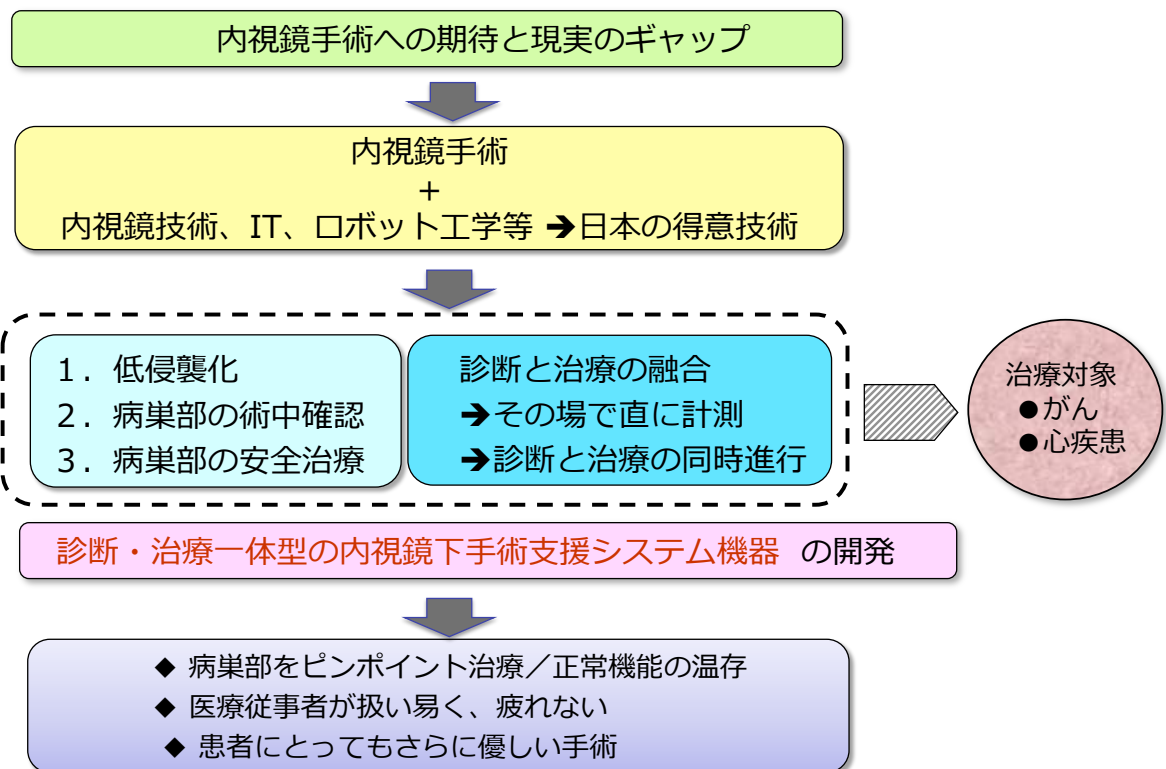 内視鏡手術への期待と現実のギャップ
内視鏡手術
+
内視鏡技術、IT、ロボット工学等 ➔日本の得意技術
1．低侵襲化
2．病巣部の術中確認
3．病巣部の安全治療
診断と治療の融合
➔その場で直に計測
➔診断と治療の同時進行
治療対象
●がん
●心疾患
診断・治療一体型の内視鏡下手術支援システム機器 の開発
◆ 病巣部をピンポイント治療／正常機能の温存
◆ 医療従事者が扱い易く、疲れない
◆ 患者にとってもさらに優しい手術